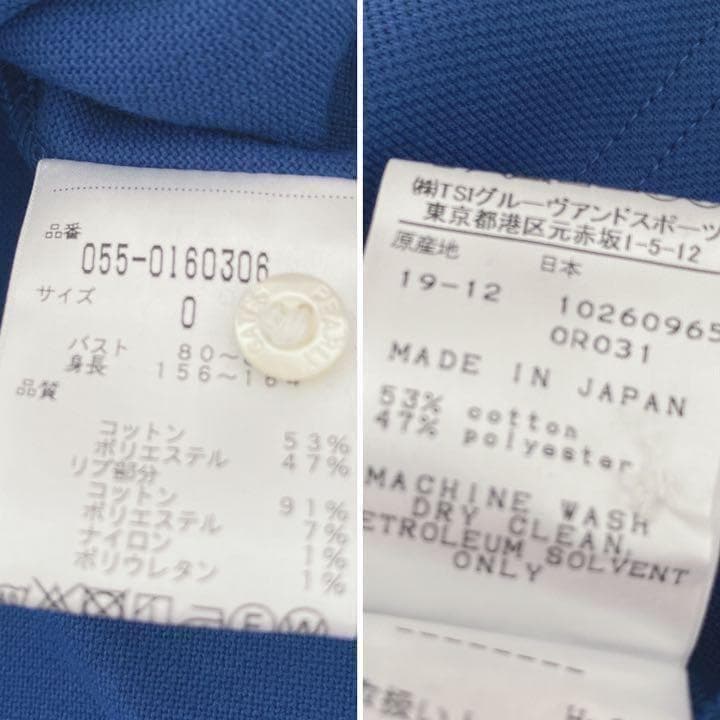 品番
055-0160306
サイズ
0
バスト 80~
身長 156~164
品質
コットン 53%
ポリエステル 47%
リブ部分
コットン 91%
ポリエステル 7%
ナイロン 1%
ポリウレタン 1%
PEARLY GATES
㈱TSIグルーヴアンドスポーツ
東京都港区元赤坂1-5-12
原産地 日本
19-12 10260965
0R031
MADE IN JAPAN
53% cotton
47% polyester
MACHINE WASH
DRY CLEAN,
ETROLEUM SOLVENT
ONLY
--------